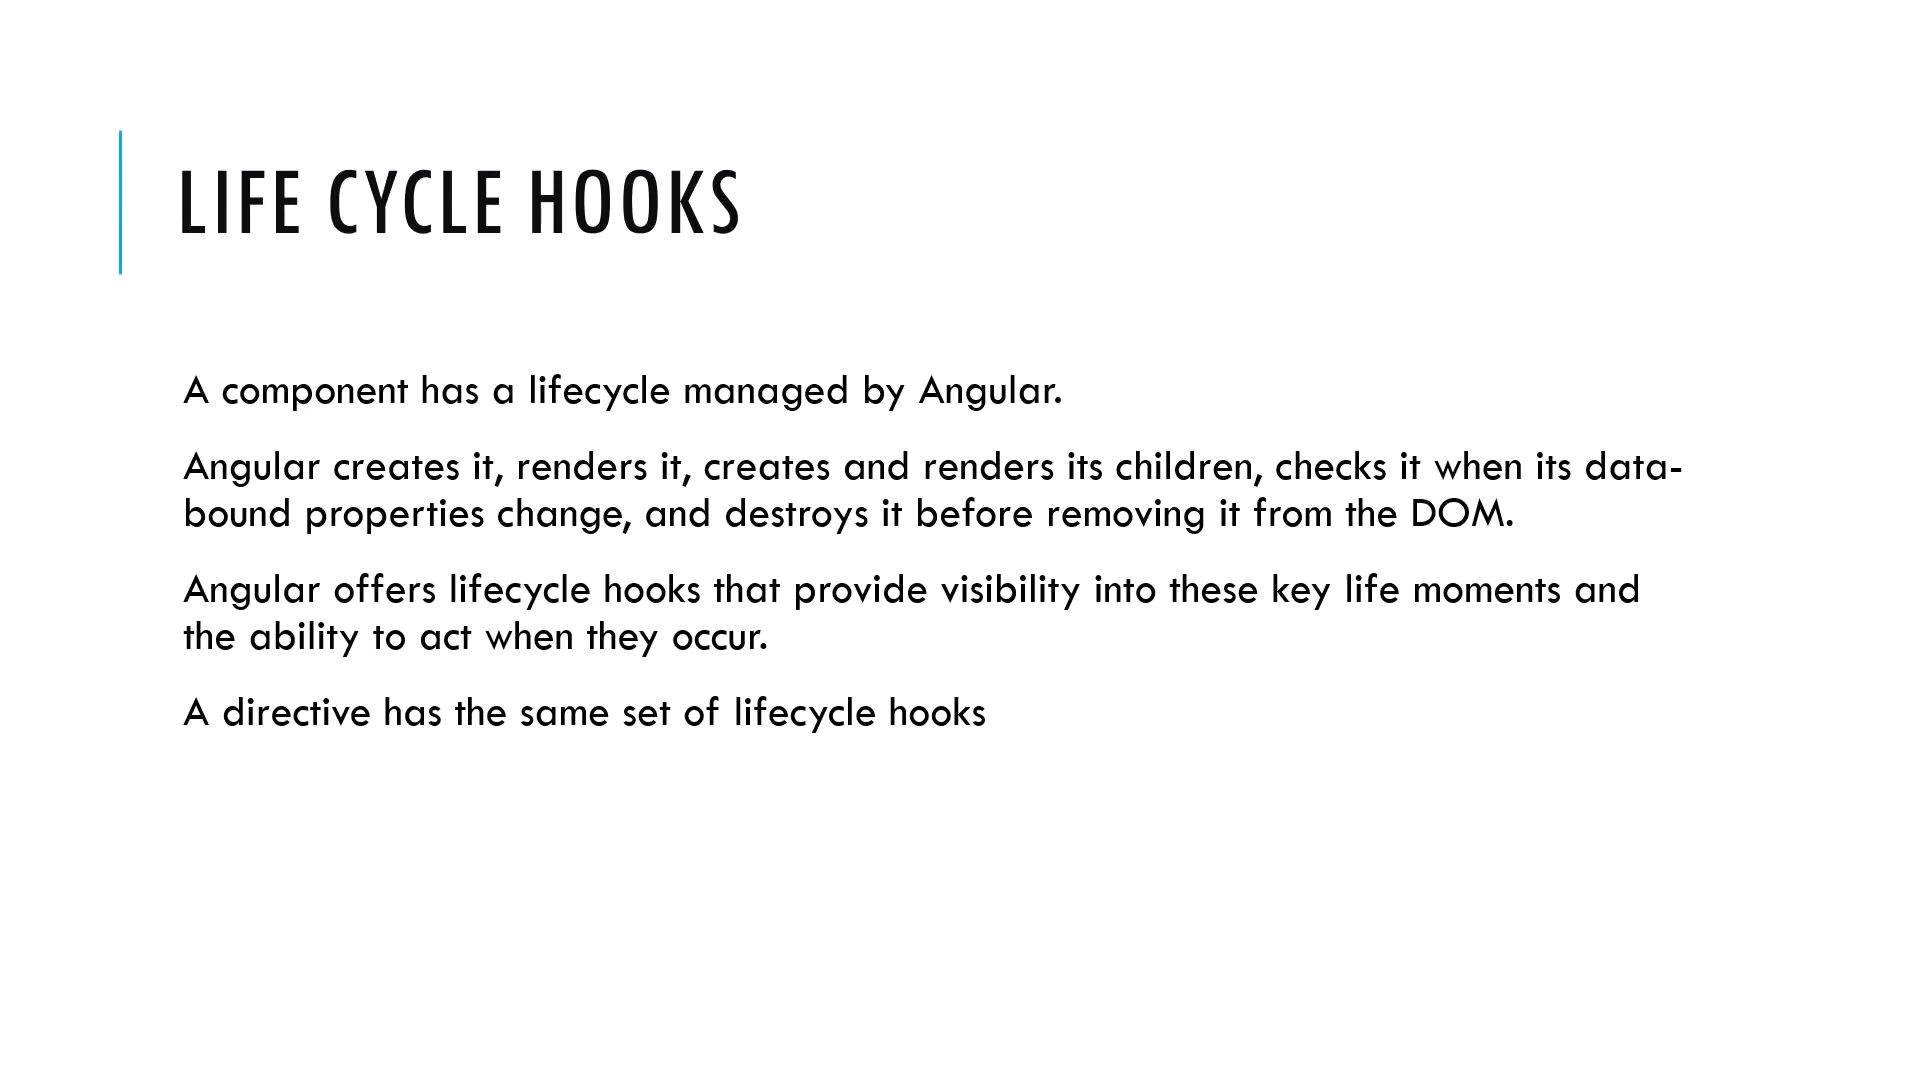 LIFE CYCLE HOOKS
A component has a lifecycle managed by Angular.
Angular creates it, renders it, creates and renders its children, checks it when its data-
bound properties change, and destroys it before removing it from the DOM.
Angular offers lifecycle hooks that provide visibility into these key life moments and
the ability to act when they occur.
A directive has the same set of lifecycle hooks